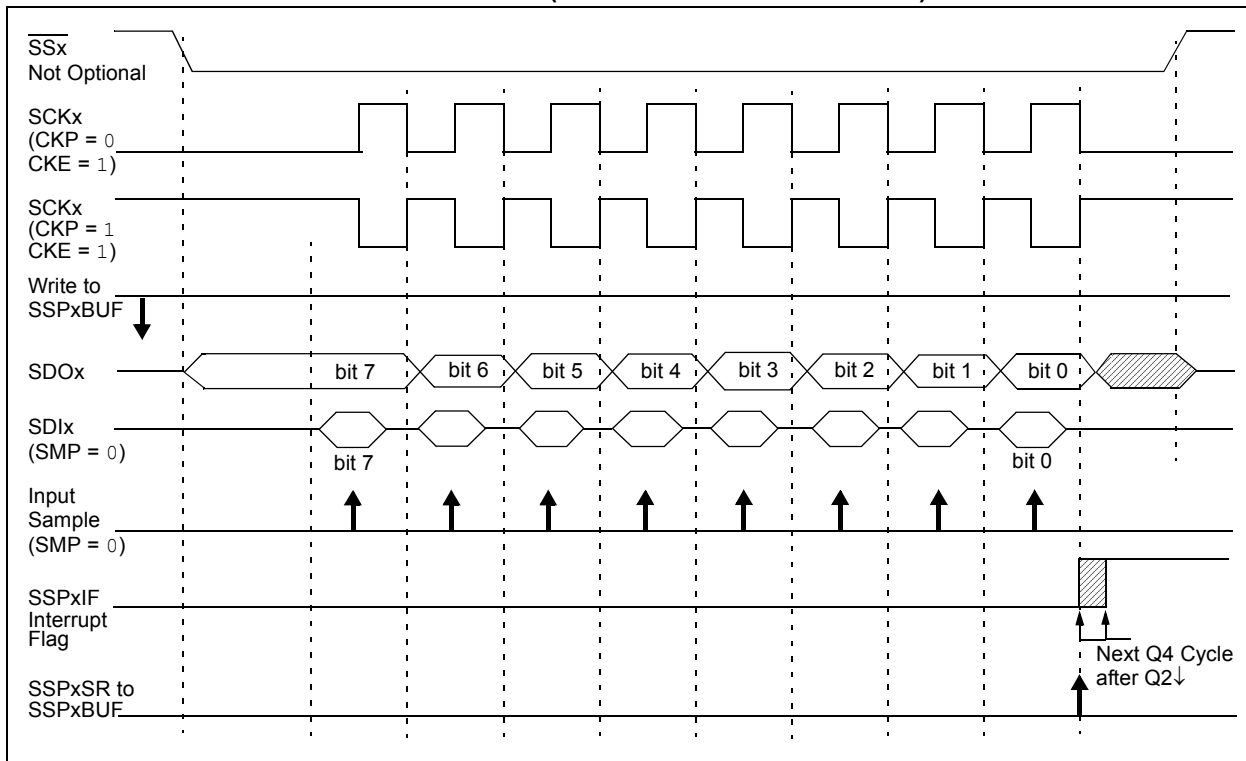 SSx
Not Optional
SCKx
(CKP = 0
CKE = 1)
SCKx
(CKP = 1
CKE = 1)
Write to
SSPxBUF
SDOx
bit 7
bit 6
bit 5
bit 4
bit 3
bit 2
bit 1
bit 0
SDIx
(SMP = 0)
bit 7
bit 0
Input
Sample
(SMP = 0)
SSPxIF
Interrupt
Flag
Next Q4 Cycle
after Q2↓
SSPxSR to
SSPxBUF